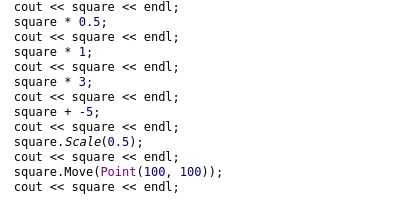 cout << square << endl;
square * 0.5;
cout << square << endl;
square * 1;
cout << square << endl;
square * 3;
cout << square << endl;
square + -5;
cout << square << endl;
square.Scale(0.5);
cout << square << endl;
square.Move(Point(100, 100));
cout << square << endl;